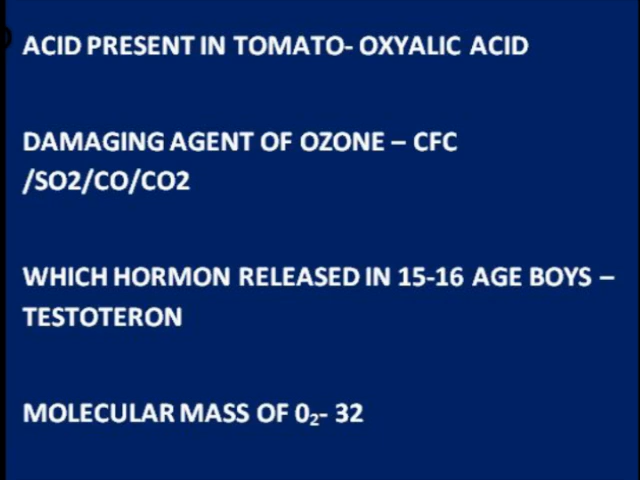 ACID PRESENT IN TOMATO- OXYALIC ACID
DAMAGING AGENT OF OZONE – CFC
/SO2/CO/CO2
WHICH HORMON RELEASED IN 15-16 AGE BOYS –
TESTOTERON
MOLECULAR MASS OF 0₂- 32